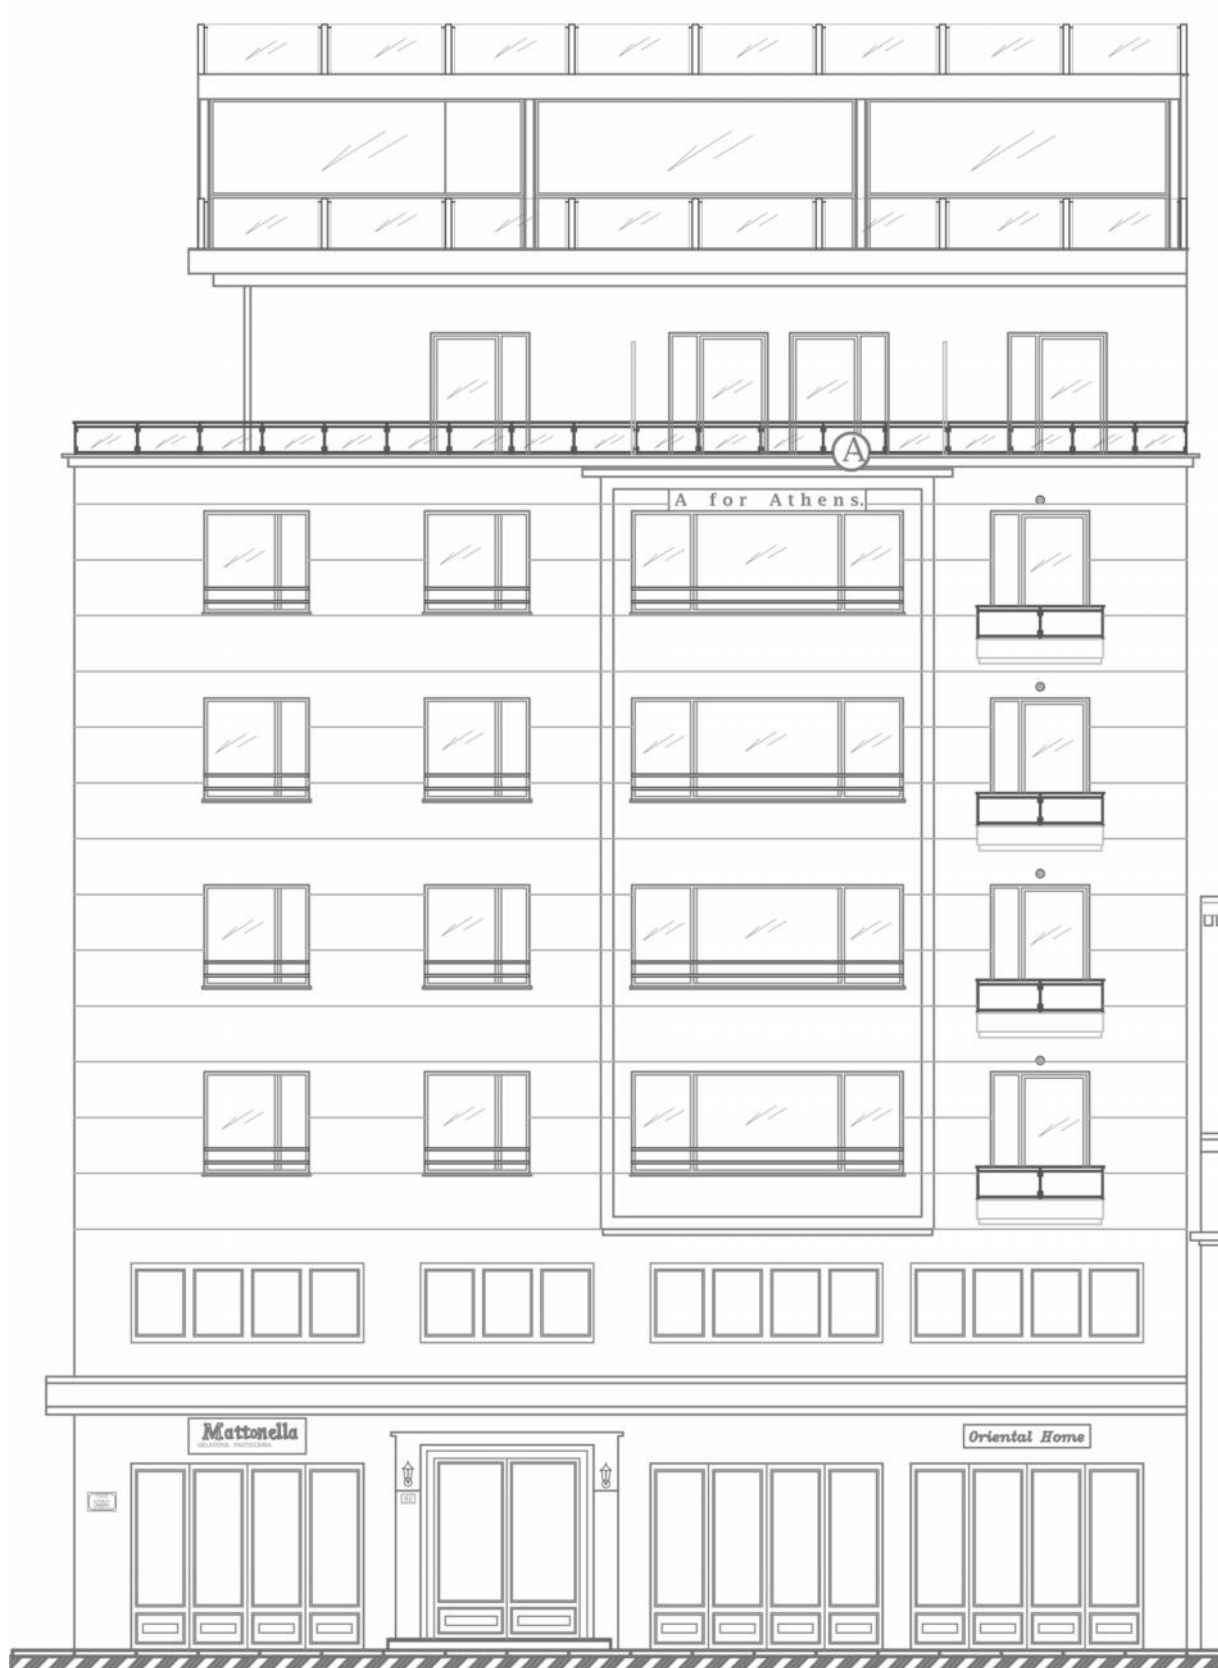 A
A for Athens.
Mattonella
GELATERIA · PASTICCERIA
Oriental Home